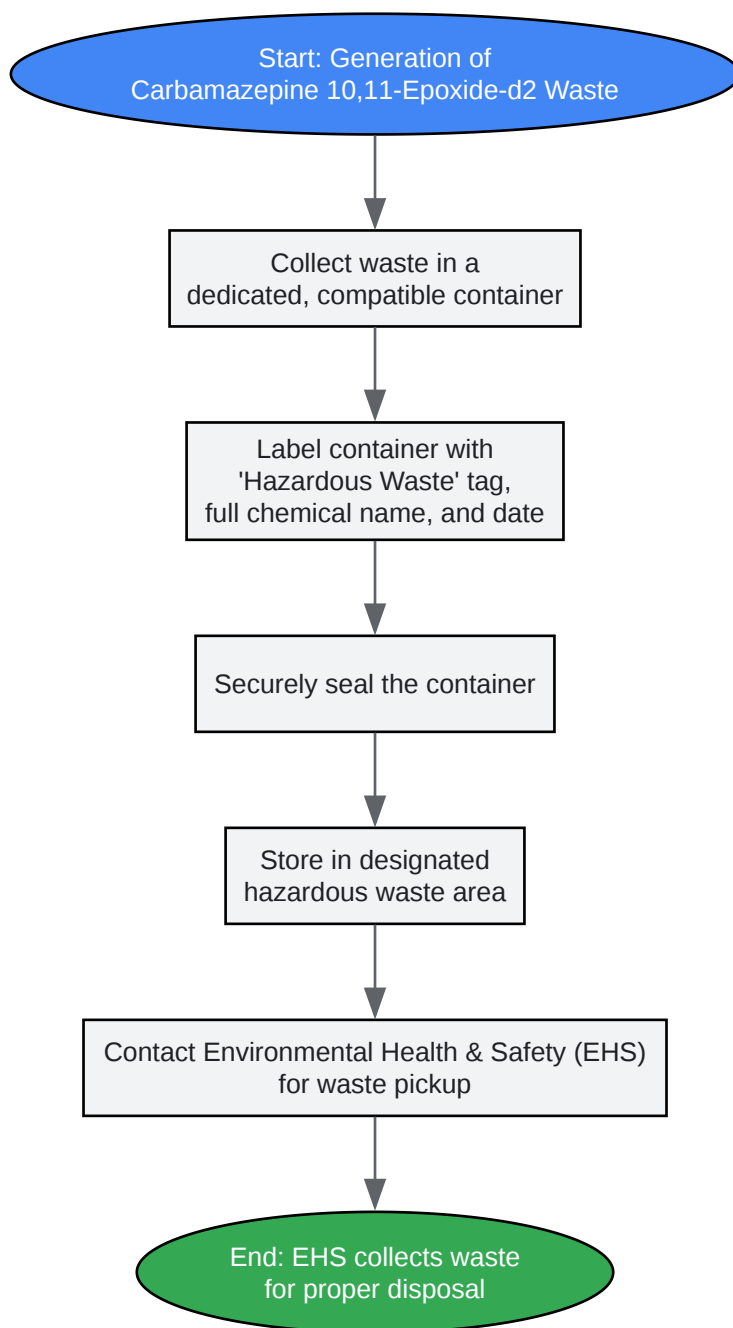 Start: Generation of
Carbamazepine 10,11-Epoxide-d2 Waste
Collect waste in a
dedicated, compatible container
Label container with
'Hazardous Waste' tag,
full chemical name, and date
Securely seal the container
Store in designated
hazardous waste area
Contact Environmental Health & Safety (EHS)
for waste pickup
End: EHS collects waste
for proper disposal